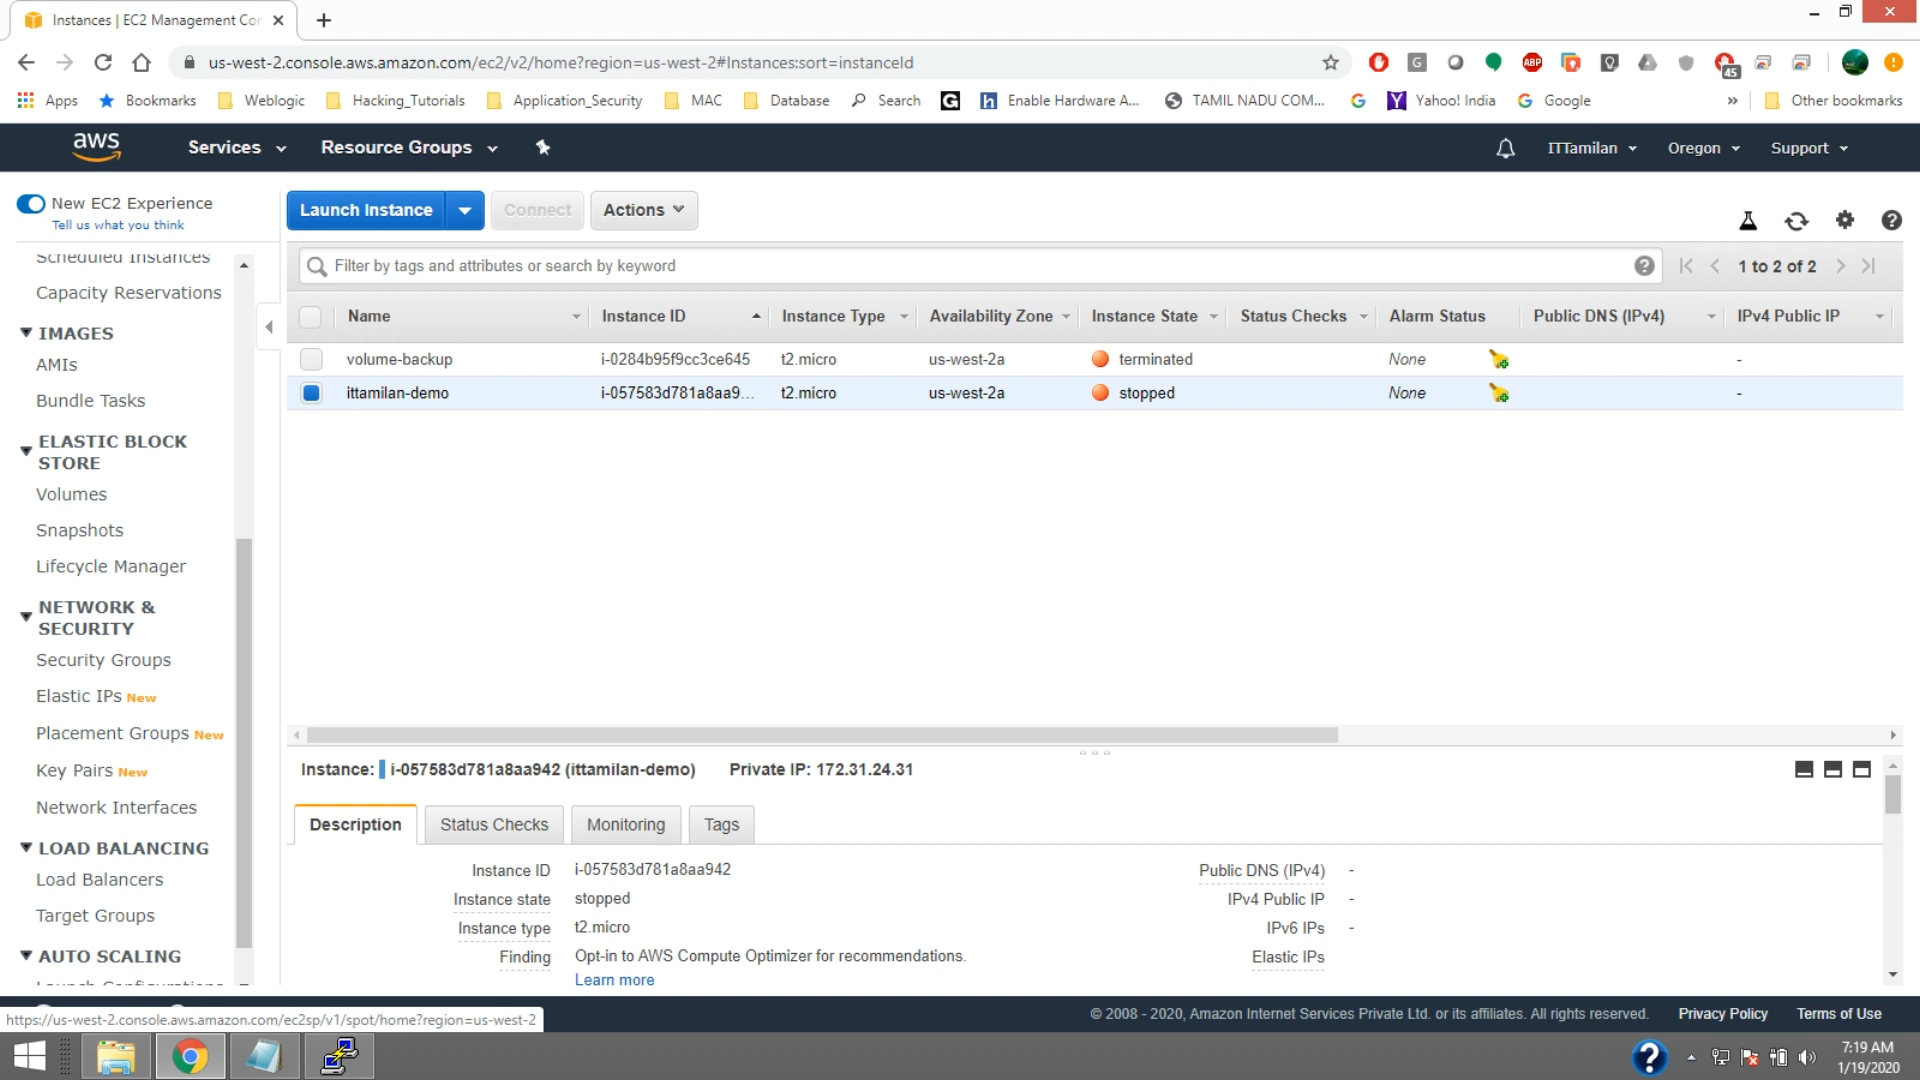 Instances | EC2 Management Cor
us-west-2.console.aws.amazon.com/ec2/v2/home?region=us-west-2#Instances:sort=instanceId
G
ABP
45
Apps
Bookmarks
Weblogic
Hacking_Tutorials
Application_Security
MAC
Database
Search
G
h
Enable Hardware A...
TAMIL NADU COM...
G
Y
Yahoo! India
G
Google
»
Other bookmarks
aws
Services
Resource Groups
ITTamilan
Oregon
Support
New EC2 Experience
Tell us what you think
Scheduled Instances
Capacity Reservations
IMAGES
AMIs
Bundle Tasks
ELASTIC BLOCK
STORE
Volumes
Snapshots
Lifecycle Manager
NETWORK &
SECURITY
Security Groups
Elastic IPs New
Placement Groups New
Key Pairs New
Network Interfaces
LOAD BALANCING
Load Balancers
Target Groups
AUTO SCALING
Launch Configurations
Launch Instance
Connect
Actions
Filter by tags and attributes or search by keyword
1 to 2 of 2
Name Instance ID Instance Type Availability Zone Instance State Status Checks Alarm Status Public DNS (IPv4) IPv4 Public IP
volume-backup i-0284b95f9cc3ce645 t2.micro us-west-2a terminated None -
ittamilan-demo i-057583d781a8aa9... t2.micro us-west-2a stopped None -
Instance: i-057583d781a8aa942 (ittamilan-demo) Private IP: 172.31.24.31
Description
Status Checks
Monitoring
Tags
Instance ID i-057583d781a8aa942
Instance state stopped
Instance type t2.micro
Finding Opt-in to AWS Compute Optimizer for recommendations.
Learn more
Public DNS (IPv4) -
IPv4 Public IP -
IPv6 IPs -
Elastic IPs
https://us-west-2.console.aws.amazon.com/ec2sp/v1/spot/home?region=us-west-2
© 2008 - 2020, Amazon Internet Services Private Ltd. or its affiliates. All rights reserved.
Privacy Policy
Terms of Use
7:19 AM
1/19/2020